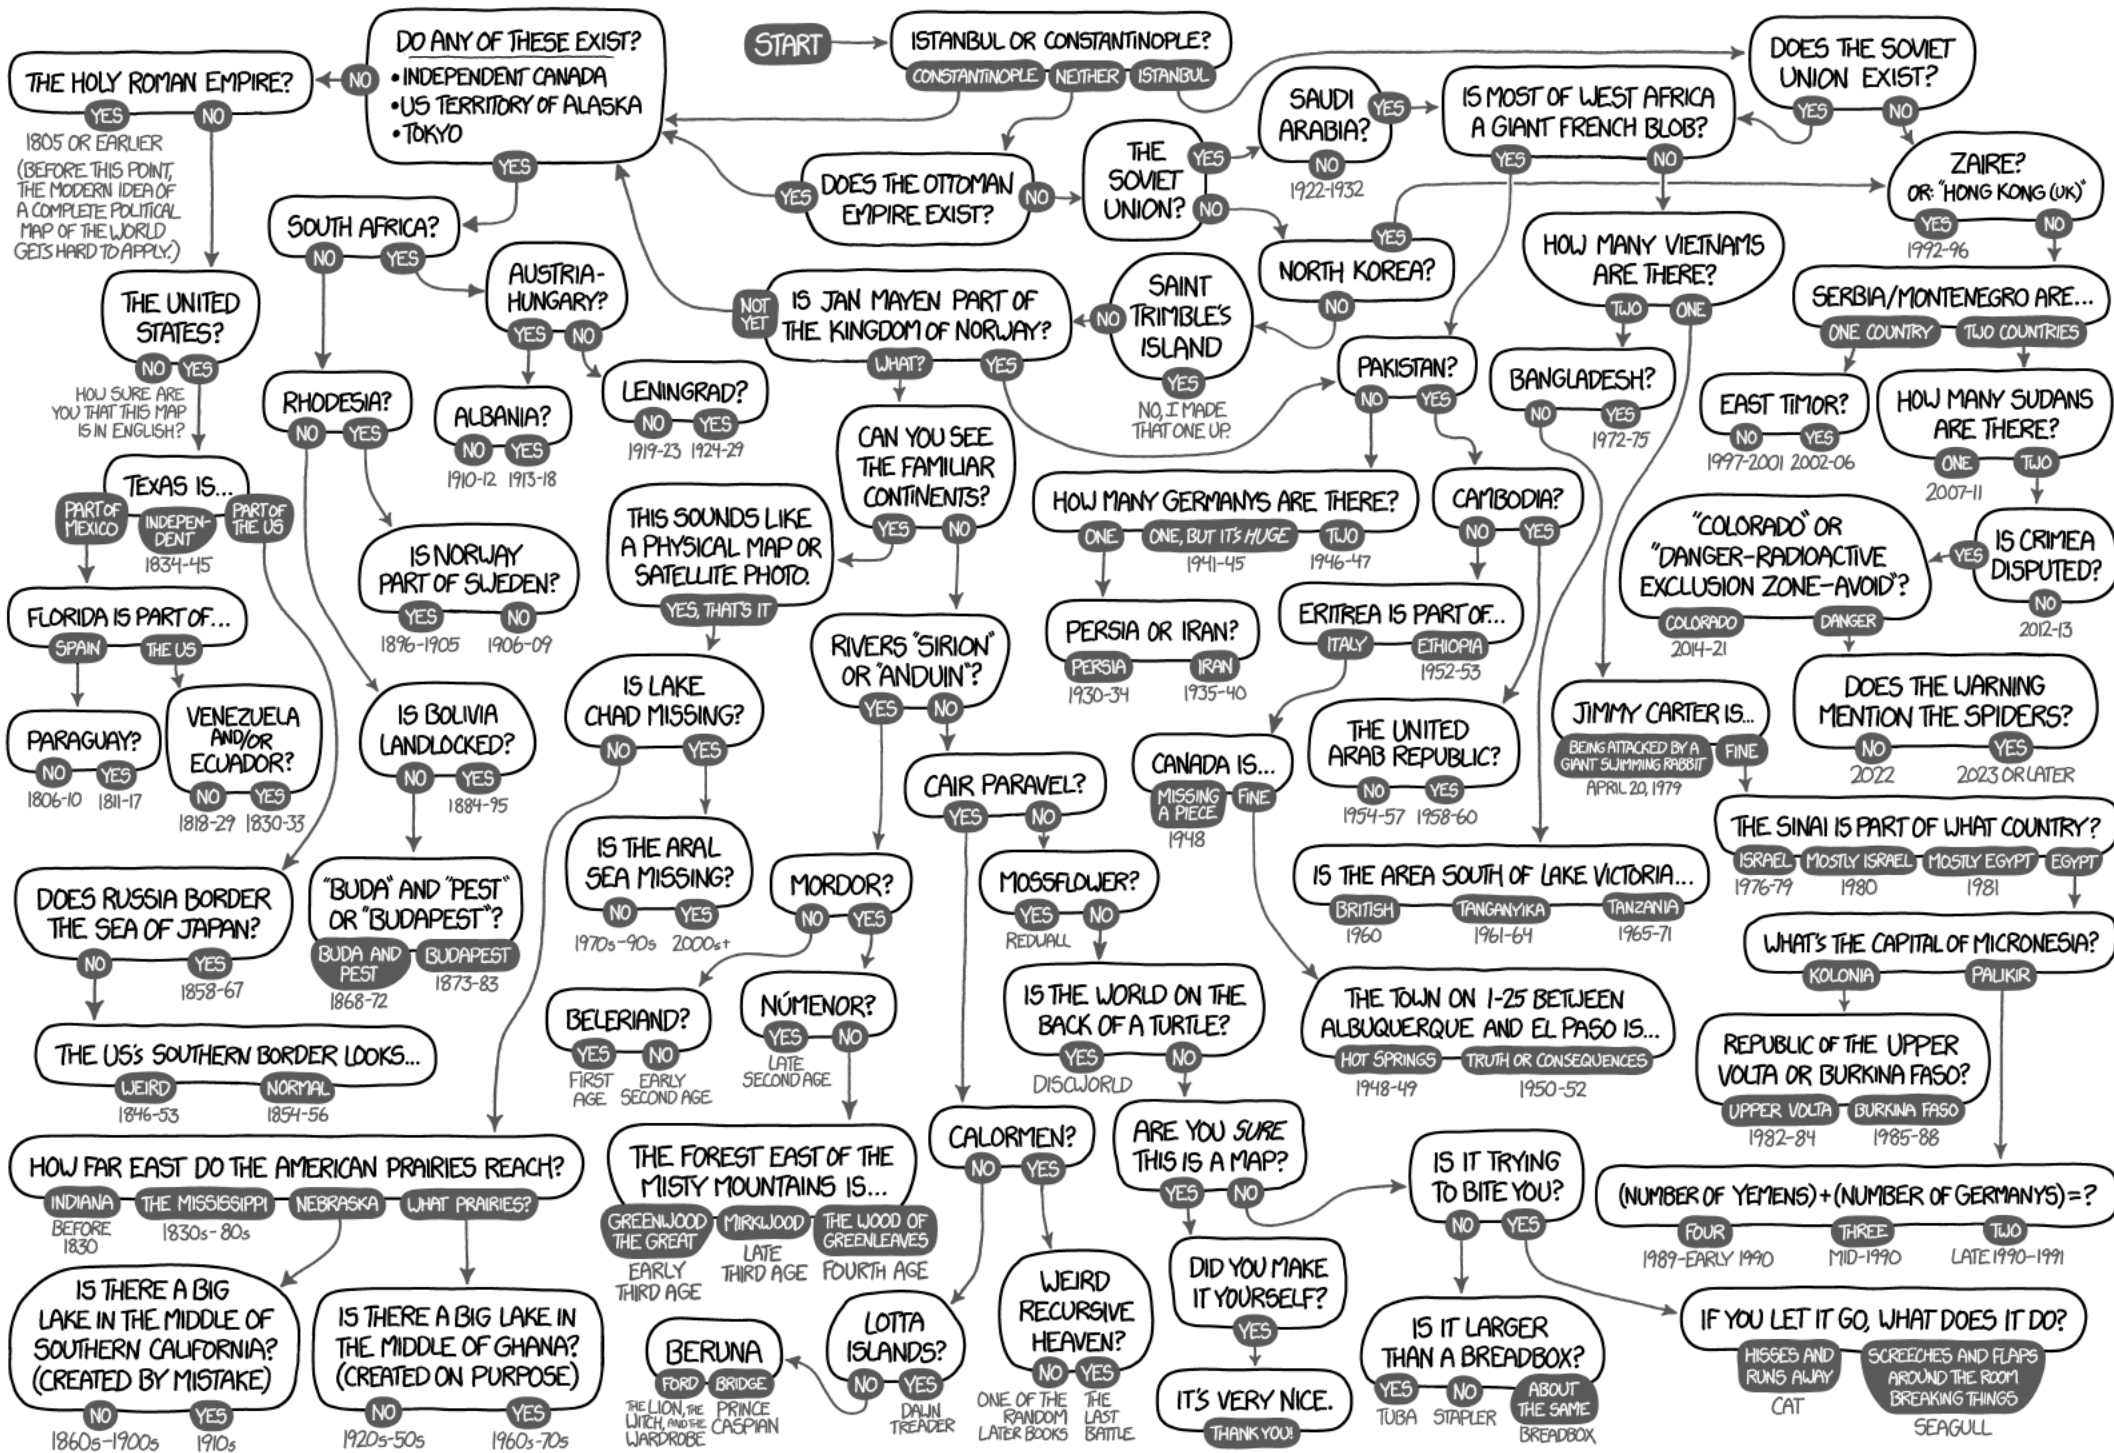 START
ISTANBUL OR CONSTANTINOPLE?
CONSTANTINOPLE
NEITHER
ISTANBUL
DO ANY OF THESE EXIST?
•INDEPENDENT CANADA
•US TERRITORY OF ALASKA
•TOKYO
NO
YES
THE HOLY ROMAN EMPIRE?
YES
NO
1805 OR EARLIER
(BEFORE THIS POINT,
THE MODERN IDEA OF
A COMPLETE POLITICAL
MAP OF THE WORLD
GETS HARD TO APPLY.)
THE UNITED
STATES?
NO
YES
HOW SURE ARE
YOU THAT THIS MAP
IS IN ENGLISH?
TEXAS IS...
PART OF
MEXICO
INDEPEN-
DENT
PART OF
THE US
1834-45
FLORIDA IS PART OF...
SPAIN
THE US
PARAGUAY?
NO
YES
1806-10
1811-17
VENEZUELA
AND/OR
ECUADOR?
NO
YES
1818-29
1830-33
DOES RUSSIA BORDER
THE SEA OF JAPAN?
NO
YES
1858-67
THE US'S SOUTHERN BORDER LOOKS...
WEIRD
NORMAL
1846-53
1854-56
SOUTH AFRICA?
NO
YES
RHODESIA?
NO
YES
IS NORWAY
PART OF SWEDEN?
YES
NO
1896-1905
1906-09
IS BOLIVIA
LANDLOCKED?
NO
YES
1884-95
"BUDA" AND "PEST"
OR "BUDAPEST"?
BUDA AND
PEST
BUDAPEST
1868-72
1873-83
AUSTRIA-
HUNGARY?
YES
NO
ALBANIA?
NO
YES
1910-12
1913-18
LENINGRAD?
NO
YES
1919-23
1924-29
DOES THE OTTOMAN
EMPIRE EXIST?
YES
NO
THE
SOVIET
UNION?
YES
NO
SAUDI
ARABIA?
YES
NO
1922-1932
NORTH KOREA?
YES
NO
SAINT
TRIMBLE'S
ISLAND
NO
YES
NO, I MADE
THAT ONE UP.
IS JAN MAYEN PART OF
THE KINGDOM OF NORWAY?
NOT
YET
WHAT?
YES
DOES THE SOVIET
UNION EXIST?
YES
NO
IS MOST OF WEST AFRICA
A GIANT FRENCH BLOB?
YES
NO
ZAIRE?
OR: "HONG KONG (UK)"
YES
NO
1992-96
SERBIA/MONTENEGRO ARE...
ONE COUNTRY
TWO COUNTRIES
EAST TIMOR?
NO
YES
1997-2001
2002-06
HOW MANY SUDANS
ARE THERE?
ONE
TWO
2007-11
IS CRIMEA
DISPUTED?
YES
NO
2012-13
"COLORADO" OR
"DANGER-RADIOACTIVE
EXCLUSION ZONE-AVOID"?
COLORADO
DANGER
2014-21
DOES THE WARNING
MENTION THE SPIDERS?
NO
YES
2022
2023 OR LATER
HOW MANY VIETNAMS
ARE THERE?
TWO
ONE
BANGLADESH?
NO
YES
1972-75
JIMMY CARTER IS...
BEING ATTACKED BY A
GIANT SWIMMING RABBIT
FINE
APRIL 20, 1979
THE SINAI IS PART OF WHAT COUNTRY?
ISRAEL
MOSTLY ISRAEL
MOSTLY EGYPT
EGYPT
1976-79
1980
1981
WHAT'S THE CAPITAL OF MICRONESIA?
KOLONIA
PALIKIR
REPUBLIC OF THE UPPER
VOLTA OR BURKINA FASO?
UPPER VOLTA
BURKINA FASO
1982-84
1985-88
(NUMBER OF YEMENS)+(NUMBER OF GERMANYS)=?
FOUR
THREE
TWO
1989-EARLY 1990
MID-1990
LATE 1990-1991
PAKISTAN?
NO
YES
HOW MANY GERMANYS ARE THERE?
ONE
ONE, BUT IT'S HUGE
TWO
1941-45
1946-47
PERSIA OR IRAN?
PERSIA
IRAN
1930-34
1935-40
CAMBODIA?
NO
YES
ERITREA IS PART OF...
ITALY
ETHIOPIA
1952-53
CANADA IS...
MISSING
A PIECE
FINE
1948
THE TOWN ON I-25 BETWEEN
ALBUQUERQUE AND EL PASO IS...
HOT SPRINGS
TRUTH OR CONSEQUENCES
1948-49
1950-52
THE UNITED
ARAB REPUBLIC?
NO
YES
1954-57
1958-60
IS THE AREA SOUTH OF LAKE VICTORIA...
BRITISH
TANGANYIKA
TANZANIA
1960
1961-64
1965-71
CAN YOU SEE
THE FAMILIAR
CONTINENTS?
YES
NO
THIS SOUNDS LIKE
A PHYSICAL MAP OR
SATELLITE PHOTO.
YES, THAT'S IT
IS LAKE
CHAD MISSING?
NO
YES
IS THE ARAL
SEA MISSING?
NO
YES
1970s-90s
2000s+
HOW FAR EAST DO THE AMERICAN PRAIRIES REACH?
INDIANA
THE MISSISSIPPI
NEBRASKA
WHAT PRAIRIES?
BEFORE
1830
1830s-80s
IS THERE A BIG
LAKE IN THE MIDDLE OF
SOUTHERN CALIFORNIA?
(CREATED BY MISTAKE)
NO
YES
1860s-1900s
1910s
IS THERE A BIG LAKE IN
THE MIDDLE OF GHANA?
(CREATED ON PURPOSE)
NO
YES
1920s-50s
1960s-70s
RIVERS "SIRION"
OR "ANDUIN"?
YES
NO
MORDOR?
NO
YES
BELERIAND?
YES
NO
FIRST
AGE
EARLY
SECOND AGE
NÚMENOR?
YES
NO
LATE
SECOND AGE
THE FOREST EAST OF THE
MISTY MOUNTAINS IS...
GREENWOOD
THE GREAT
MIRKWOOD
THE WOOD OF
GREENLEAVES
EARLY
THIRD AGE
LATE
THIRD AGE
FOURTH AGE
CAIR PARAVEL?
YES
NO
MOSSFLOWER?
YES
NO
REDWALL
IS THE WORLD ON THE
BACK OF A TURTLE?
YES
NO
DISCWORLD
CALORMEN?
NO
YES
LOTTA
ISLANDS?
NO
YES
DAWN
TREADER
BERUNA
FORD
BRIDGE
THE LION, THE
WITCH, AND THE
WARDROBE
PRINCE
CASPIAN
WEIRD
RECURSIVE
HEAVEN?
NO
YES
ONE OF THE
RANDOM
LATER BOOKS
THE
LAST
BATTLE
ARE YOU SURE
THIS IS A MAP?
YES
NO
DID YOU MAKE
IT YOURSELF?
YES
IT'S VERY NICE.
THANK YOU!
IS IT TRYING
TO BITE YOU?
NO
YES
IS IT LARGER
THAN A BREADBOX?
YES
NO
ABOUT
THE SAME
TUBA
STAPLER
BREADBOX
IF YOU LET IT GO, WHAT DOES IT DO?
HISSES AND
RUNS AWAY
SCREECHES AND FLAPS
AROUND THE ROOM
BREAKING THINGS
CAT
SEAGULL